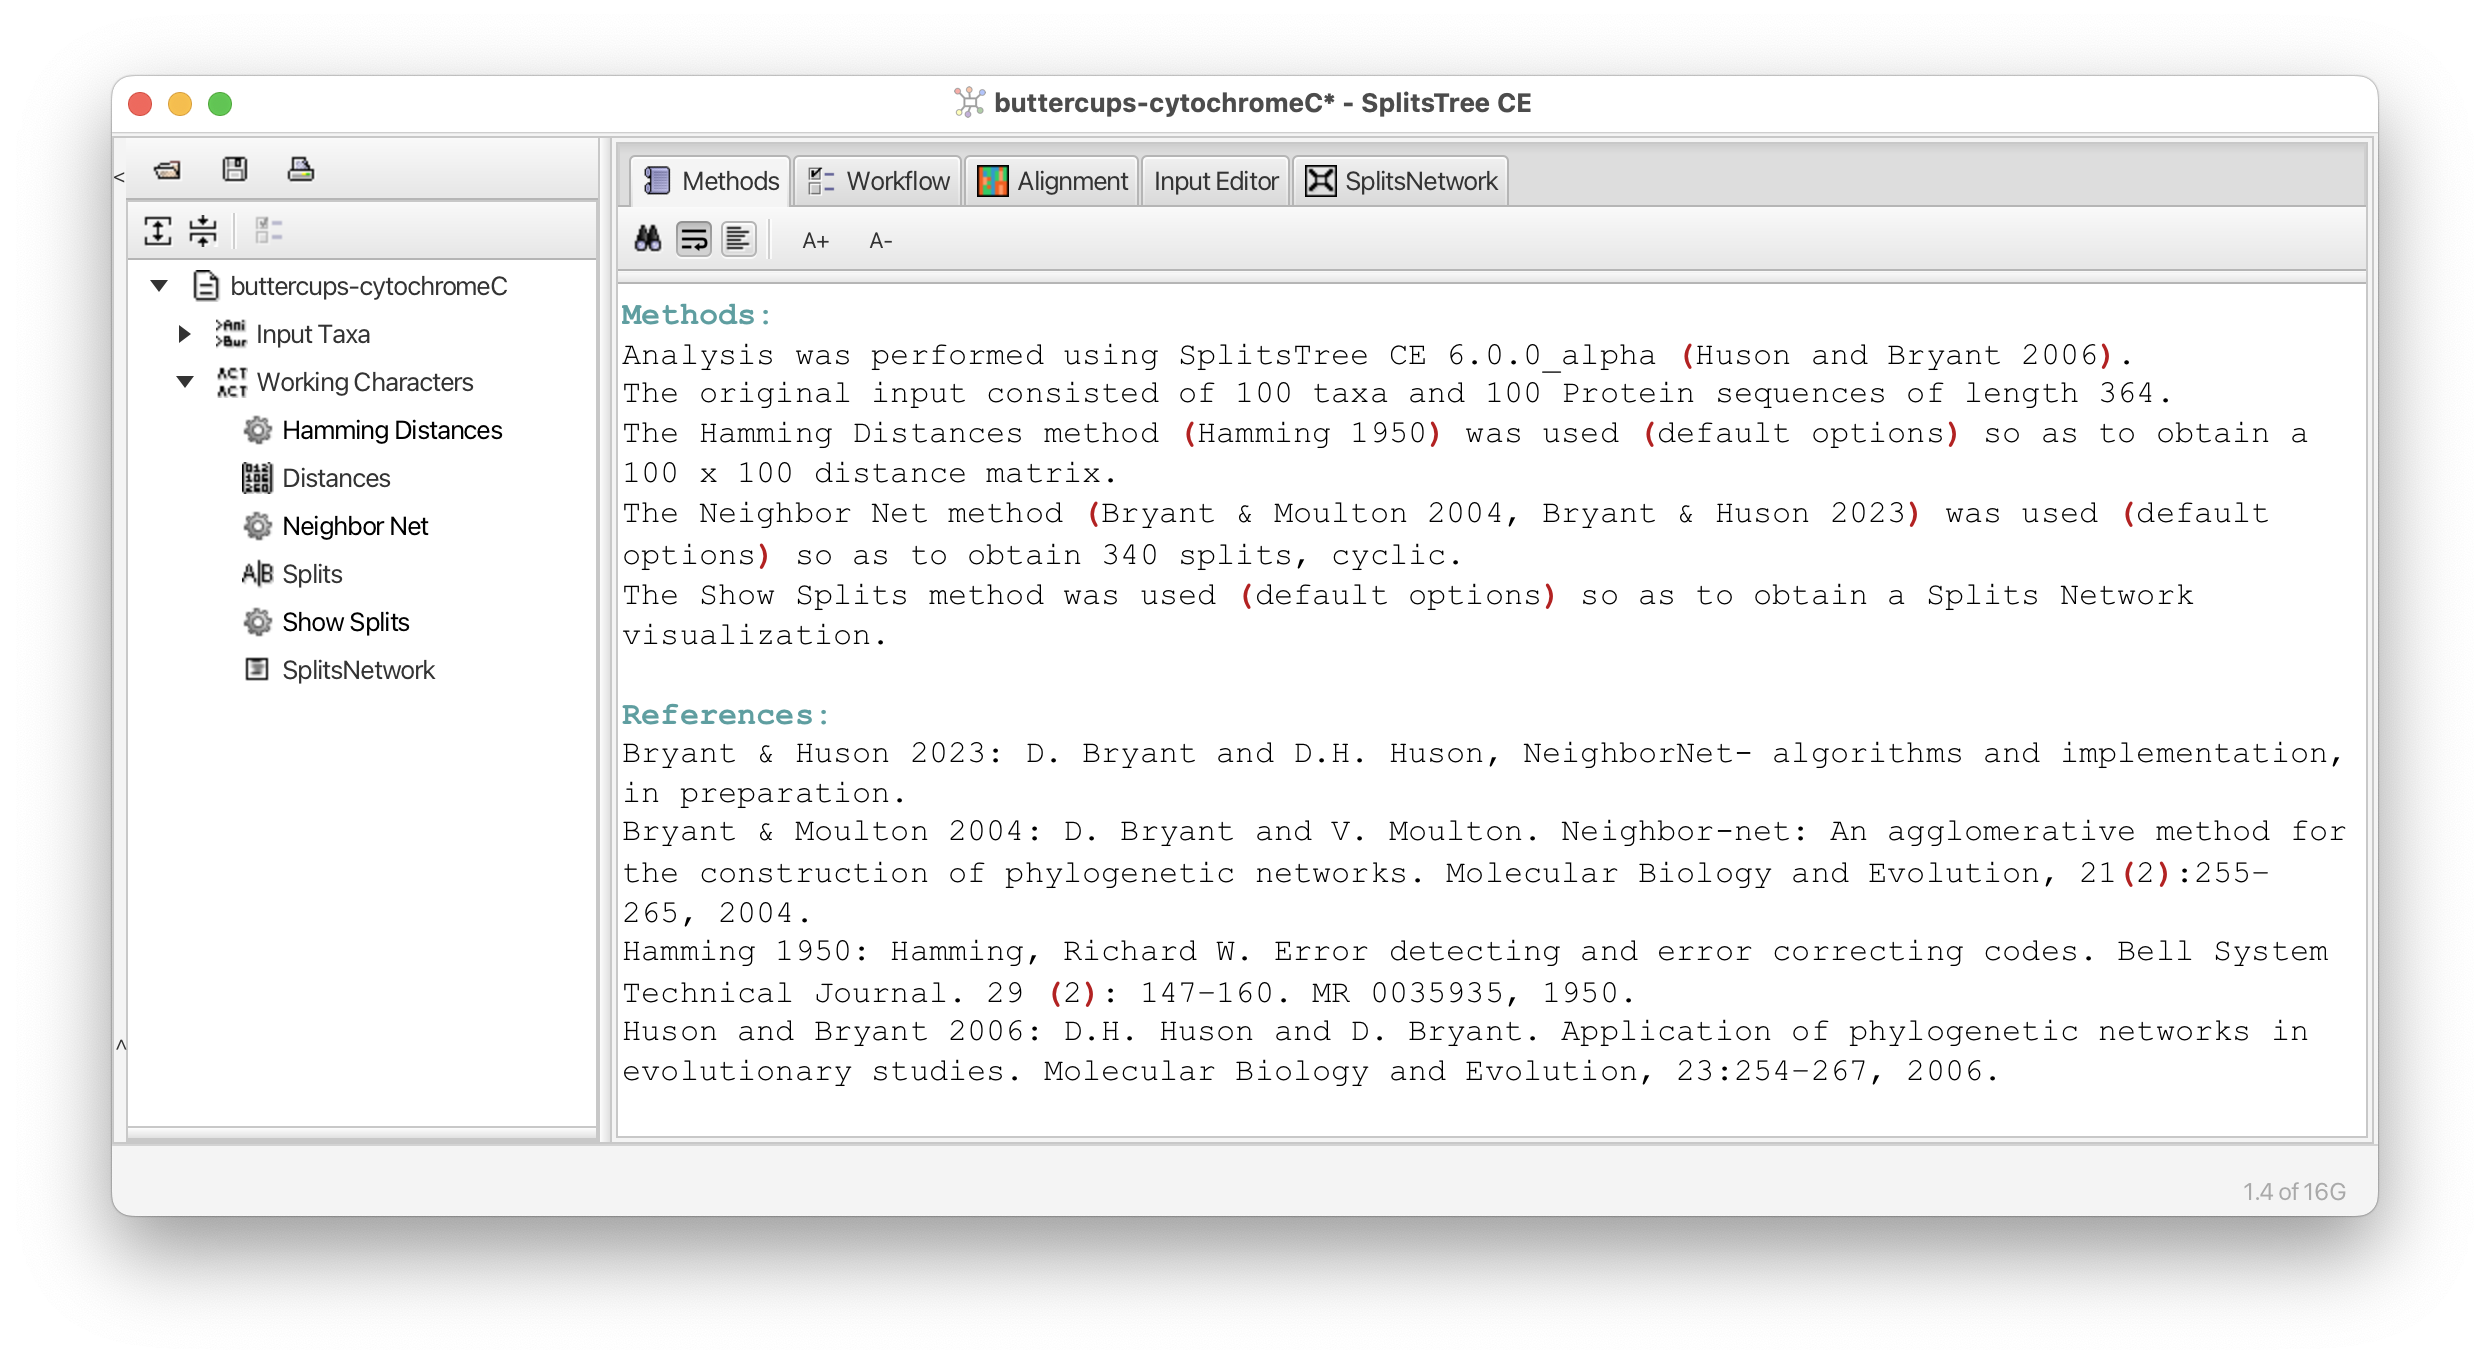 buttercups-cytochromeC* - SplitsTree CE
<
Methods
Workflow
Alignment
Input Editor
SplitsNetwork
A+
A-
buttercups-cytochromeC
>Ani
>Bur
Input Taxa
ACT
ACT
Working Characters
Hamming Distances
Distances
Neighbor Net
A|B Splits
Show Splits
SplitsNetwork
^
Methods:
Analysis was performed using SplitsTree CE 6.0.0_alpha (Huson and Bryant 2006).
The original input consisted of 100 taxa and 100 Protein sequences of length 364.
The Hamming Distances method (Hamming 1950) was used (default options) so as to obtain a
100 x 100 distance matrix.
The Neighbor Net method (Bryant & Moulton 2004, Bryant & Huson 2023) was used (default
options) so as to obtain 340 splits, cyclic.
The Show Splits method was used (default options) so as to obtain a Splits Network
visualization.
References:
Bryant & Huson 2023: D. Bryant and D.H. Huson, NeighborNet- algorithms and implementation,
in preparation.
Bryant & Moulton 2004: D. Bryant and V. Moulton. Neighbor-net: An agglomerative method for
the construction of phylogenetic networks. Molecular Biology and Evolution, 21(2):255–
265, 2004.
Hamming 1950: Hamming, Richard W. Error detecting and error correcting codes. Bell System
Technical Journal. 29 (2): 147–160. MR 0035935, 1950.
Huson and Bryant 2006: D.H. Huson and D. Bryant. Application of phylogenetic networks in
evolutionary studies. Molecular Biology and Evolution, 23:254–267, 2006.
1.4 of 16G